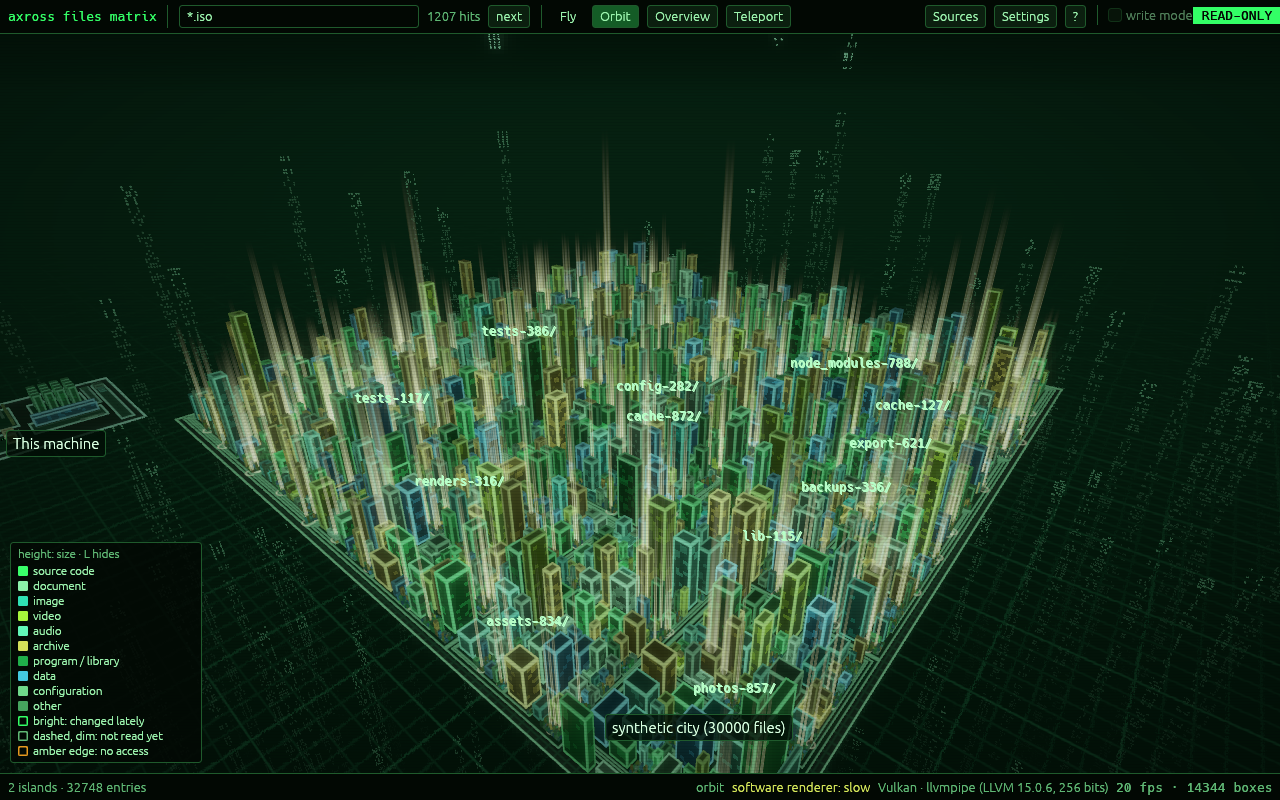 axross files matrix
*.iso
1207 hits
next
Fly
Orbit
Overview
Teleport
Sources
Settings
?
write mode
READ-ONLY
tests-386/
node_modules-788/
config-282/
tests-117/
cache-127/
cache-872/
This machine
export-621/
renders-316/
backups-336/
lib-115/
height: size · L hides
source code
document
image
video
audio
archive
program / library
data
configuration
other
bright: changed lately
dashed, dim: not read yet
amber edge: no access
assets-834/
photos-857/
synthetic city (30000 files)
2 islands · 32748 entries
orbit software renderer: slow Vulkan · llvmpipe (LLVM 15.0.6, 256 bits) 20 fps · 14344 boxes